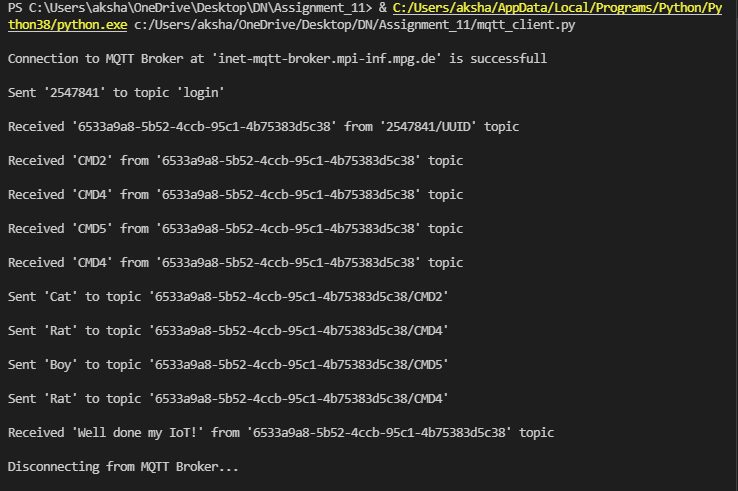 PS C:\Users\aksha\OneDrive\Desktop\DN\Assignment_11> & C:/Users/aksha/AppData/Local/Programs/Python/Py
thon38/python.exe c:/Users/aksha/OneDrive/Desktop/DN/Assignment_11/mqtt_client.py
Connection to MQTT Broker at 'inet-mqtt-broker.mpi-inf.mpg.de' is successfull
Sent '2547841' to topic 'login'
Received '6533a9a8-5b52-4ccb-95c1-4b75383d5c38' from '2547841/UUID' topic
Received 'CMD2' from '6533a9a8-5b52-4ccb-95c1-4b75383d5c38' topic
Received 'CMD4' from '6533a9a8-5b52-4ccb-95c1-4b75383d5c38' topic
Received 'CMD5' from '6533a9a8-5b52-4ccb-95c1-4b75383d5c38' topic
Received 'CMD4' from '6533a9a8-5b52-4ccb-95c1-4b75383d5c38' topic
Sent 'Cat' to topic '6533a9a8-5b52-4ccb-95c1-4b75383d5c38/CMD2'
Sent 'Rat' to topic '6533a9a8-5b52-4ccb-95c1-4b75383d5c38/CMD4'
Sent 'Boy' to topic '6533a9a8-5b52-4ccb-95c1-4b75383d5c38/CMD5'
Sent 'Rat' to topic '6533a9a8-5b52-4ccb-95c1-4b75383d5c38/CMD4'
Received 'Well done my IoT!' from '6533a9a8-5b52-4ccb-95c1-4b75383d5c38' topic
Disconnecting from MQTT Broker...